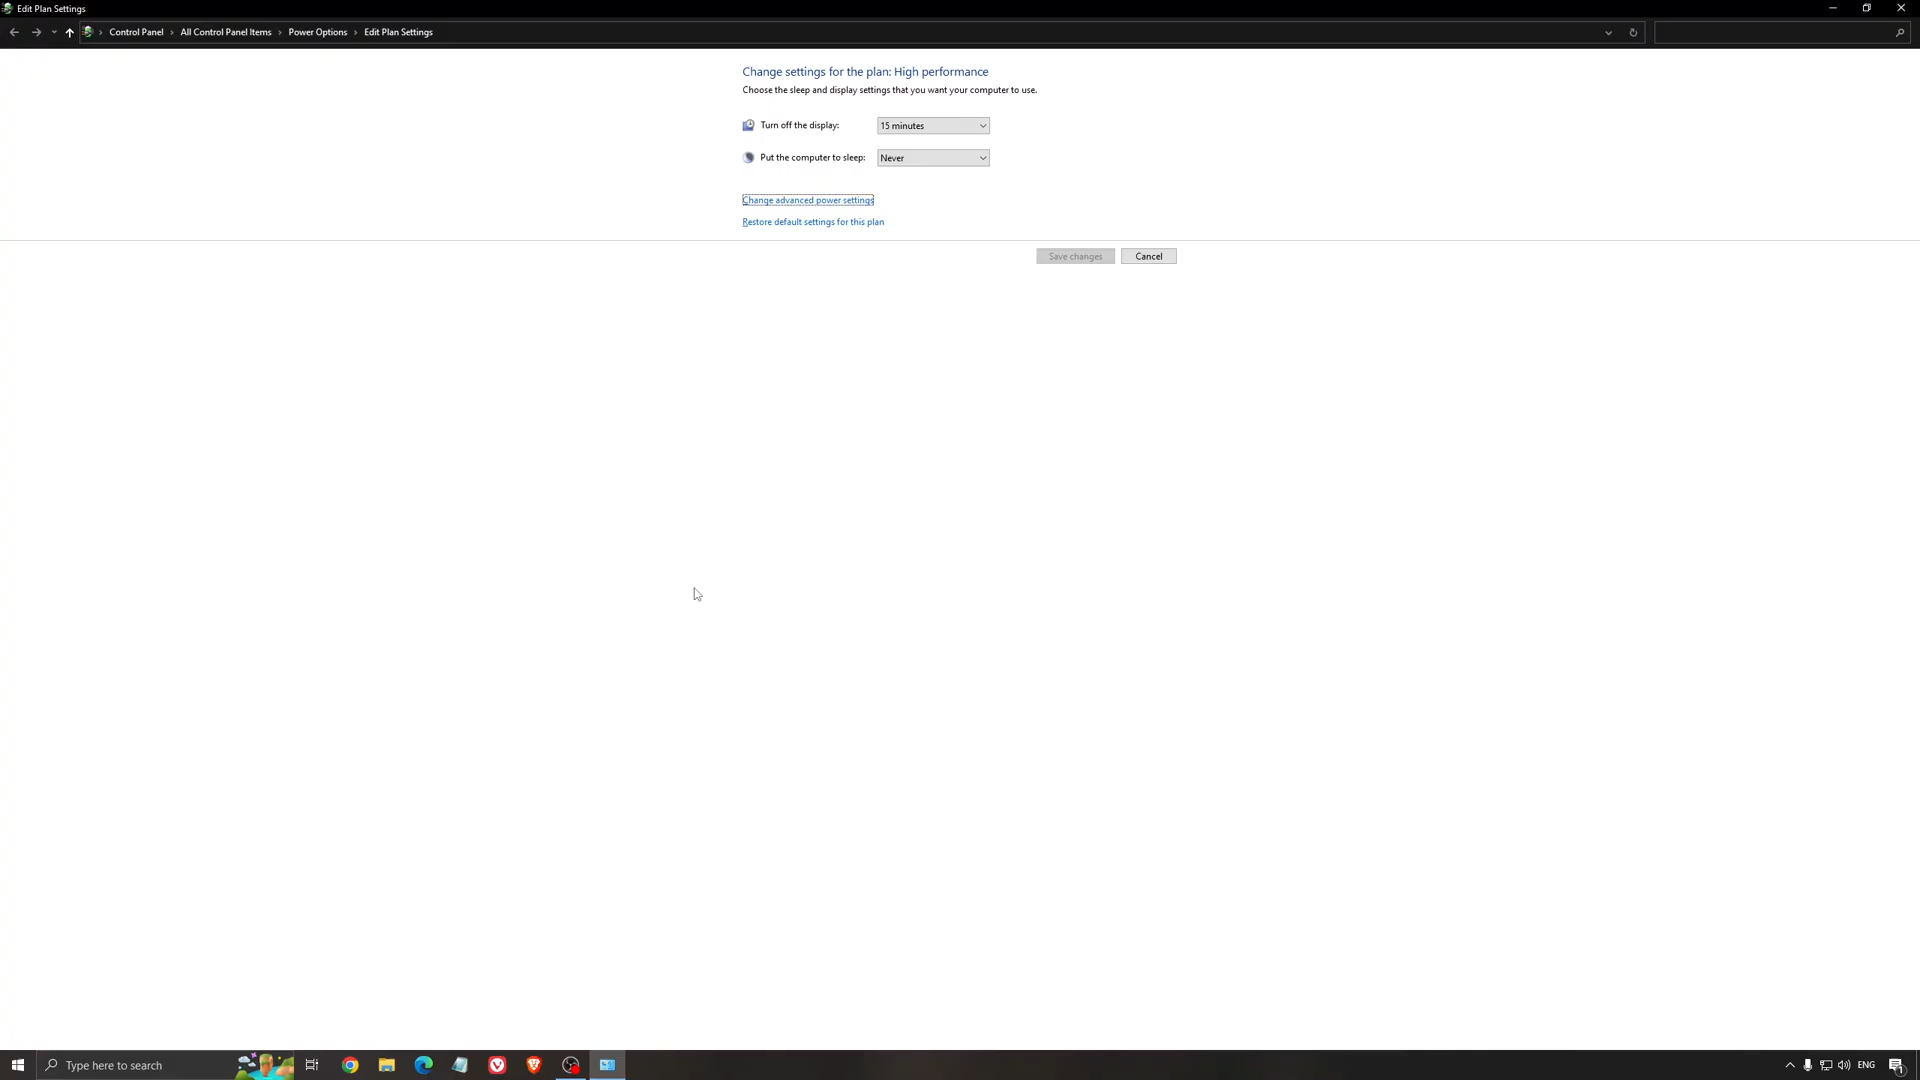 Edit Plan Settings
Control Panel > All Control Panel Items > Power Options > Edit Plan Settings
Change settings for the plan: High performance
Choose the sleep and display settings that you want your computer to use.
Turn off the display: 15 minutes
Put the computer to sleep: Never
Change advanced power settings
Restore default settings for this plan
Save changes Cancel
Type here to search ENG 1